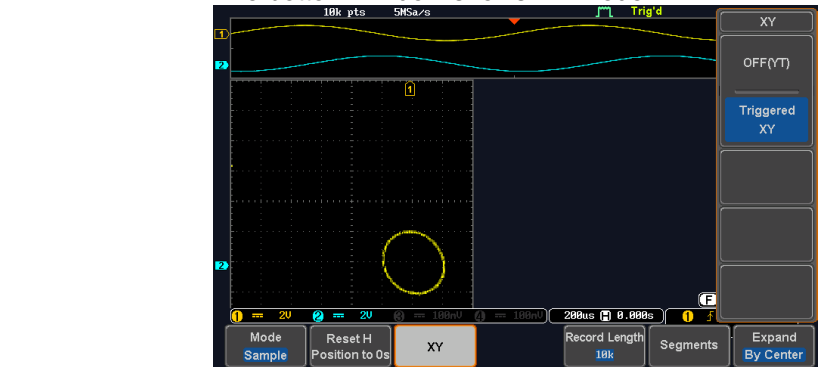 10k pts 5MSa/s Trig'd
XY
1
OFF(YT)
2
1
Triggered
XY
2
F
1 2V 2 2V 3 100mV 4 100mV 200us H 0.000s 1
Mode
Sample
Reset H
Position to 0s
XY
Record Length
10k
Segments
Expand
By Center